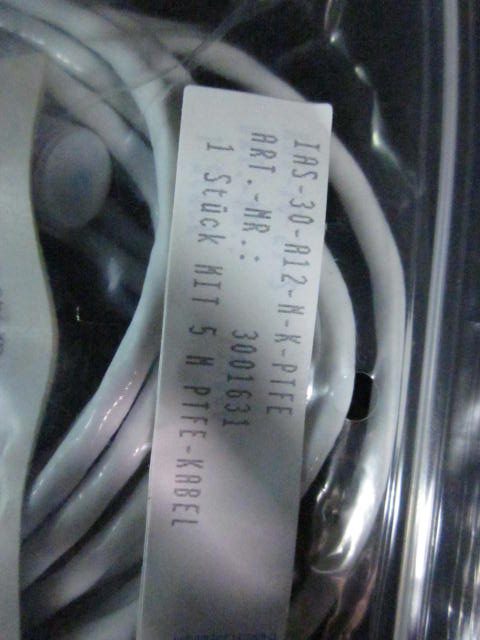 IAS-30-A12-N-K-PTFE
ART.-NR.: 3001631
1 Stück MIT 5 M PTFE-KABEL